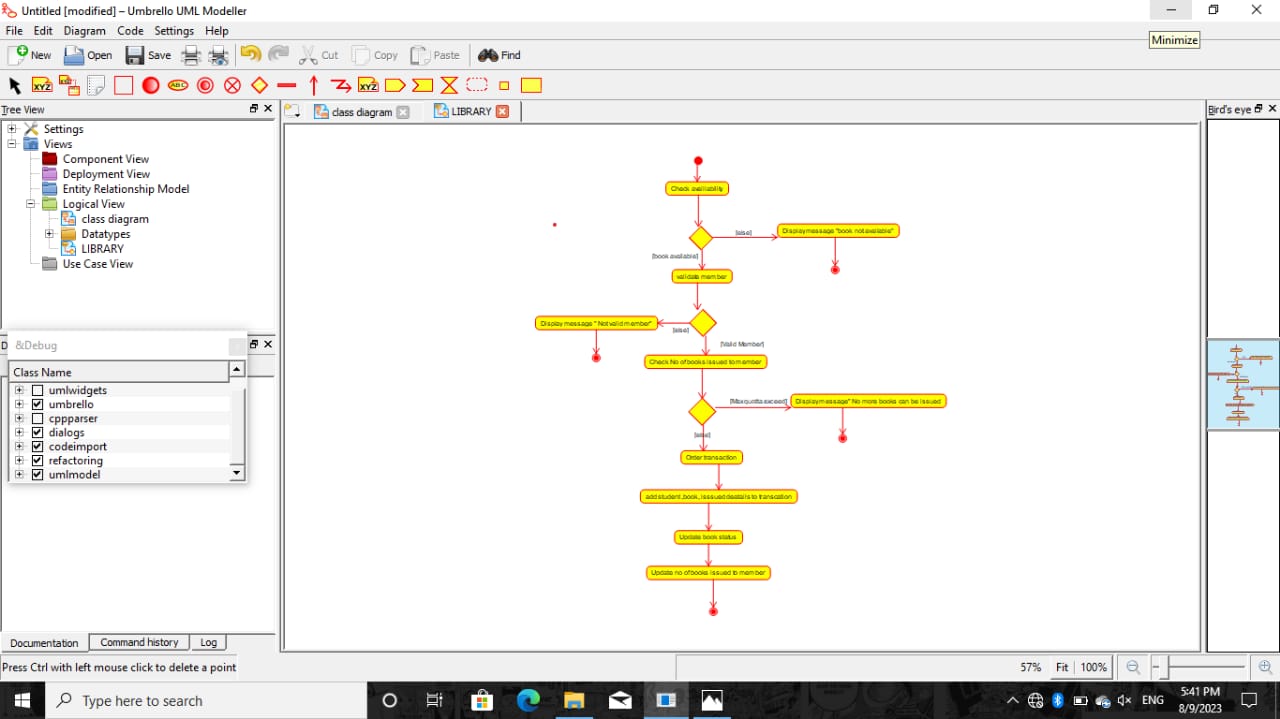 Untitled [modified] – Umbrello UML Modeller
File Edit Diagram Code Settings Help
Minimize
New Open Save Cut Copy Paste Find
XYZ ABC XYZ
Tree View
class diagram LIBRARY
Bird's eye
Settings
Views
Component View
Deployment View
Entity Relationship Model
Logical View
class diagram
Datatypes
LIBRARY
Use Case View
D
&Debug
Class Name
umlwidgets
umbrello
cppparser
dialogs
codeimport
refactoring
umlmodel
Check availability
[else]
Display message "book not available"
[book available]
validate member
Display message " Not valid member"
[else]
[Valid Member]
Check No of books issued to member
[Max quotta exceed]
Display message" No more books can be issued
[else]
Order transaction
add student ,book, isssued deatails to transcation
Update book status
Update no of books issued to member
Documentation Command history Log
Press Ctrl with left mouse click to delete a point
57% Fit 100%
Type here to search
ENG
5:41 PM
8/9/2023